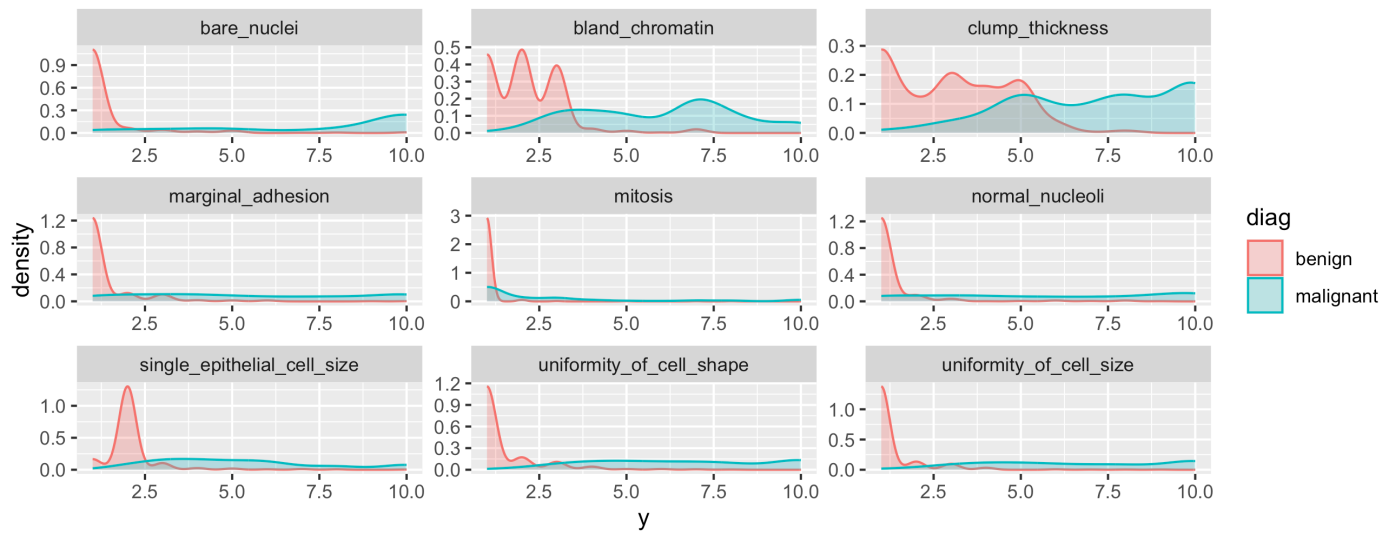 bare_nuclei bland_chromatin clump_thickness
0.9 0.6 0.3 0.0
0.5 0.4 0.3 0.2 0.1 0.0
0.3 0.2 0.1 0.0
2.5 5.0 7.5 10.0 2.5 5.0 7.5 10.0 2.5 5.0 7.5 10.0
marginal_adhesion mitosis normal_nucleoli
1.2 0.8 0.4 0.0
3 2 1 0
1.2 0.8 0.4 0.0
2.5 5.0 7.5 10.0 2.5 5.0 7.5 10.0 2.5 5.0 7.5 10.0
single_epithelial_cell_size uniformity_of_cell_shape uniformity_of_cell_size
1.0 0.5 0.0
1.2 0.9 0.6 0.3 0.0
1.0 0.5 0.0
2.5 5.0 7.5 10.0 2.5 5.0 7.5 10.0 2.5 5.0 7.5 10.0
density
y
diag
benign
malignant